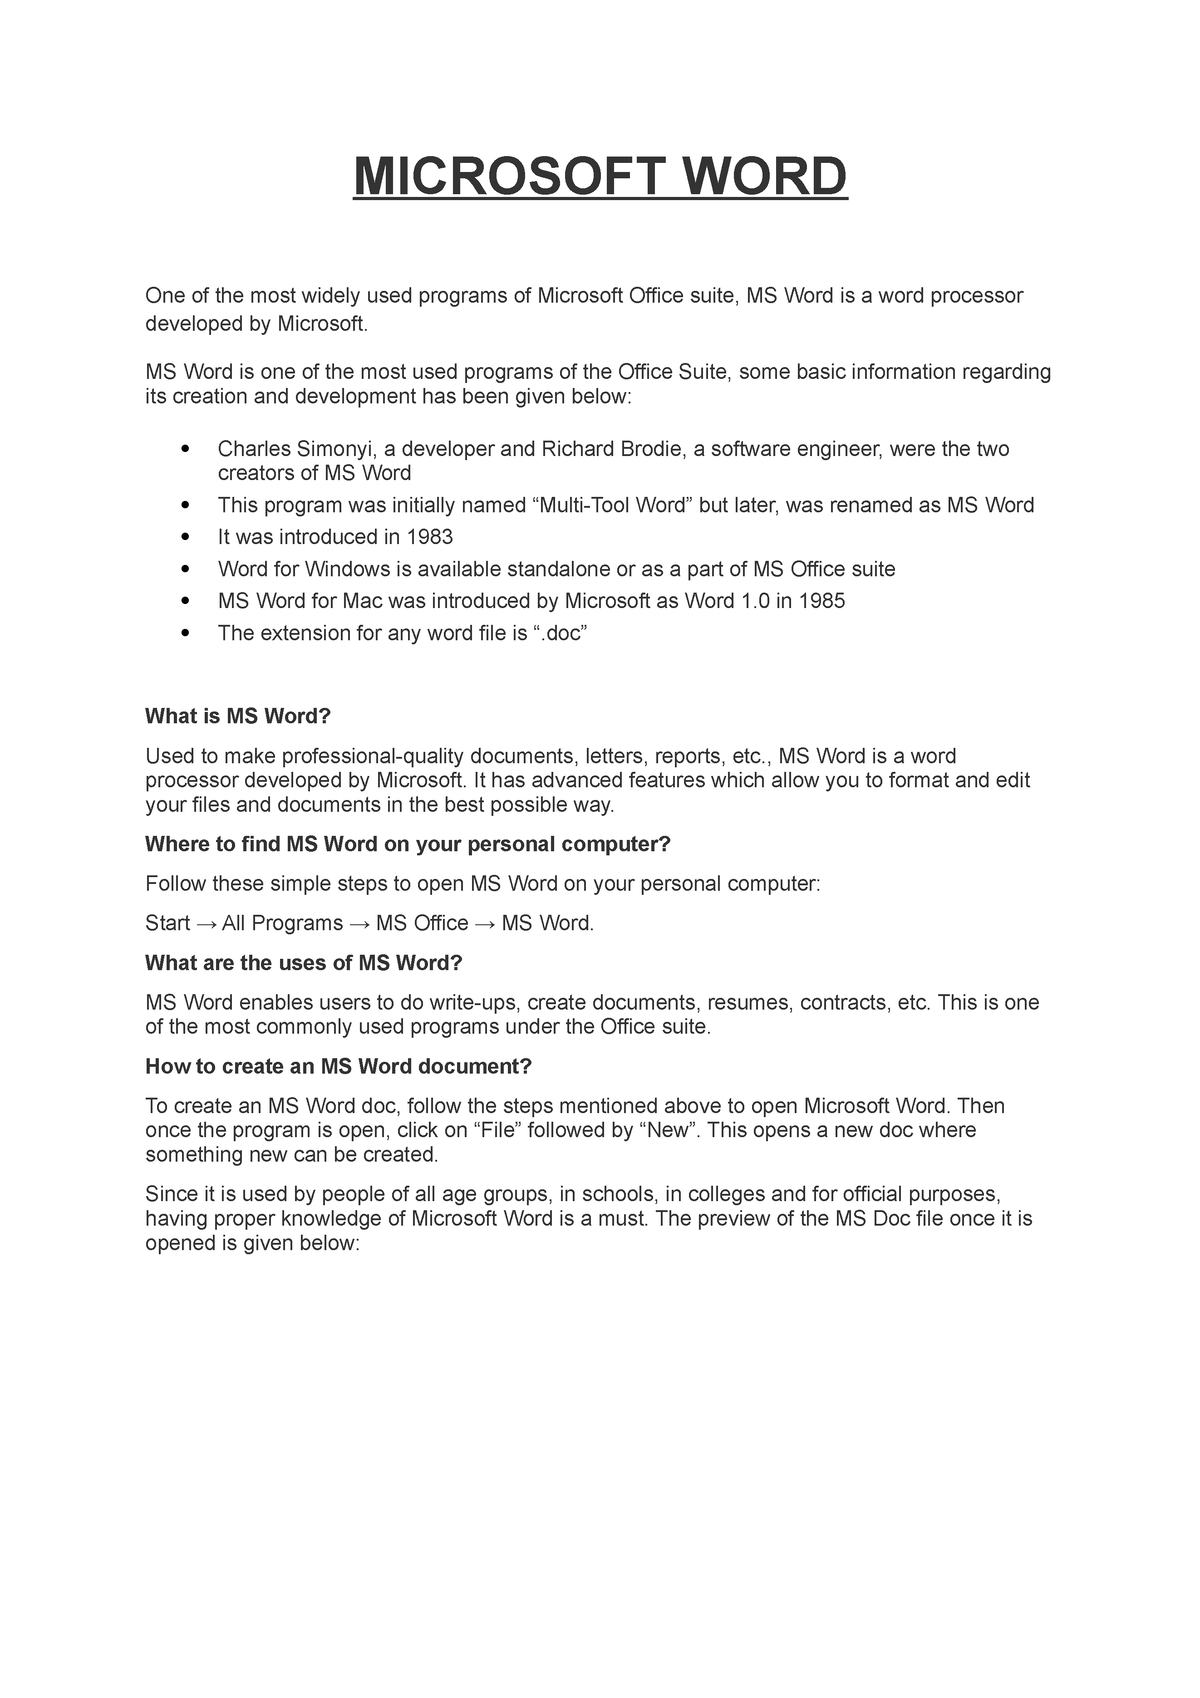 MICROSOFT WORD
One of the most widely used programs of Microsoft Office suite, MS Word is a word processor
developed by Microsoft.
MS Word is one of the most used programs of the Office Suite, some basic information regarding
its creation and development has been given below:
• Charles Simonyi, a developer and Richard Brodie, a software engineer, were the two
creators of MS Word
• This program was initially named “Multi-Tool Word” but later, was renamed as MS Word
• It was introduced in 1983
• Word for Windows is available standalone or as a part of MS Office suite
• MS Word for Mac was introduced by Microsoft as Word 1.0 in 1985
• The extension for any word file is “.doc”
What is MS Word?
Used to make professional-quality documents, letters, reports, etc., MS Word is a word
processor developed by Microsoft. It has advanced features which allow you to format and edit
your files and documents in the best possible way.
Where to find MS Word on your personal computer?
Follow these simple steps to open MS Word on your personal computer:
Start → All Programs → MS Office → MS Word.
What are the uses of MS Word?
MS Word enables users to do write-ups, create documents, resumes, contracts, etc. This is one
of the most commonly used programs under the Office suite.
How to create an MS Word document?
To create an MS Word doc, follow the steps mentioned above to open Microsoft Word. Then
once the program is open, click on “File” followed by “New”. This opens a new doc where
something new can be created.
Since it is used by people of all age groups, in schools, in colleges and for official purposes,
having proper knowledge of Microsoft Word is a must. The preview of the MS Doc file once it is
opened is given below: